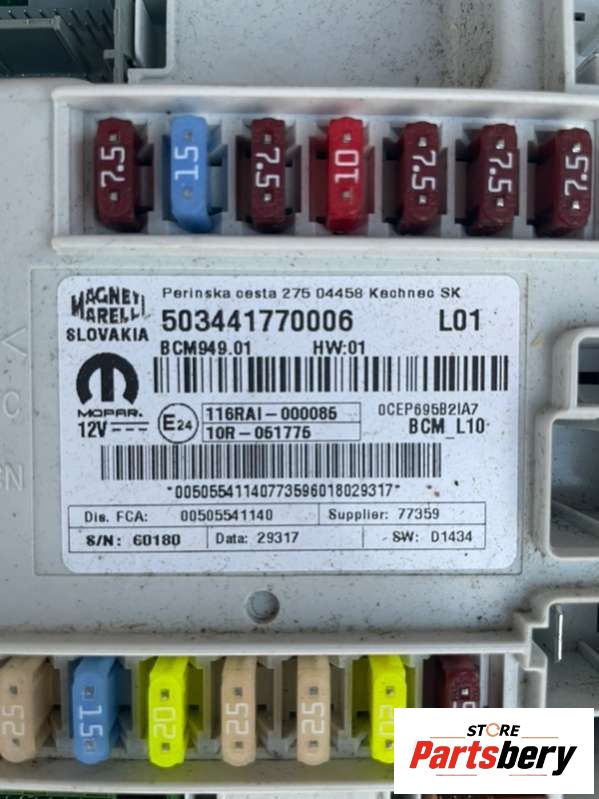 7.5 15 7.5 10 7.5 7.5 7.5
MAGNETI MARELLI
SLOVAKIA
Perinska cesta 275 04458 Kechnec SK
503441770006 L01
BCM949.01 HW:01
MOPAR.
12V
E24
116RAI-000085
10R-051775
0CEP695B2IA7
BCM_L10
*00505541140773596018029317*
Dis. FCA: 00505541140 Supplier: 77359
S/N: 60180 Data: 29317 SW: D1434
C
25 15 20 25 25 20
STORE
Partsbery